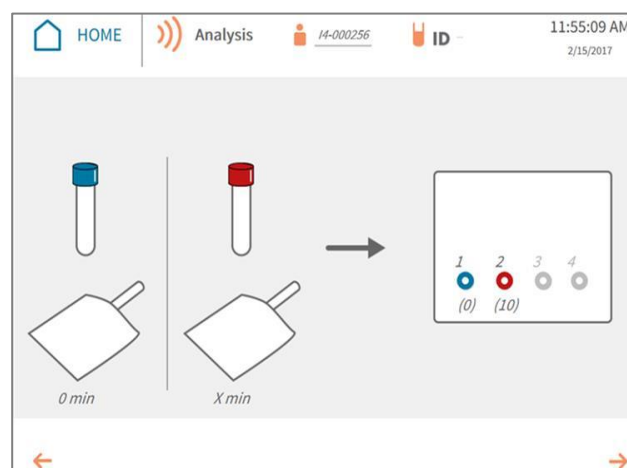 HOME Analysis I4-000256 ID 11:55:09 AM
2/15/2017
1 2 3 4
(0) (10)
0 min X min